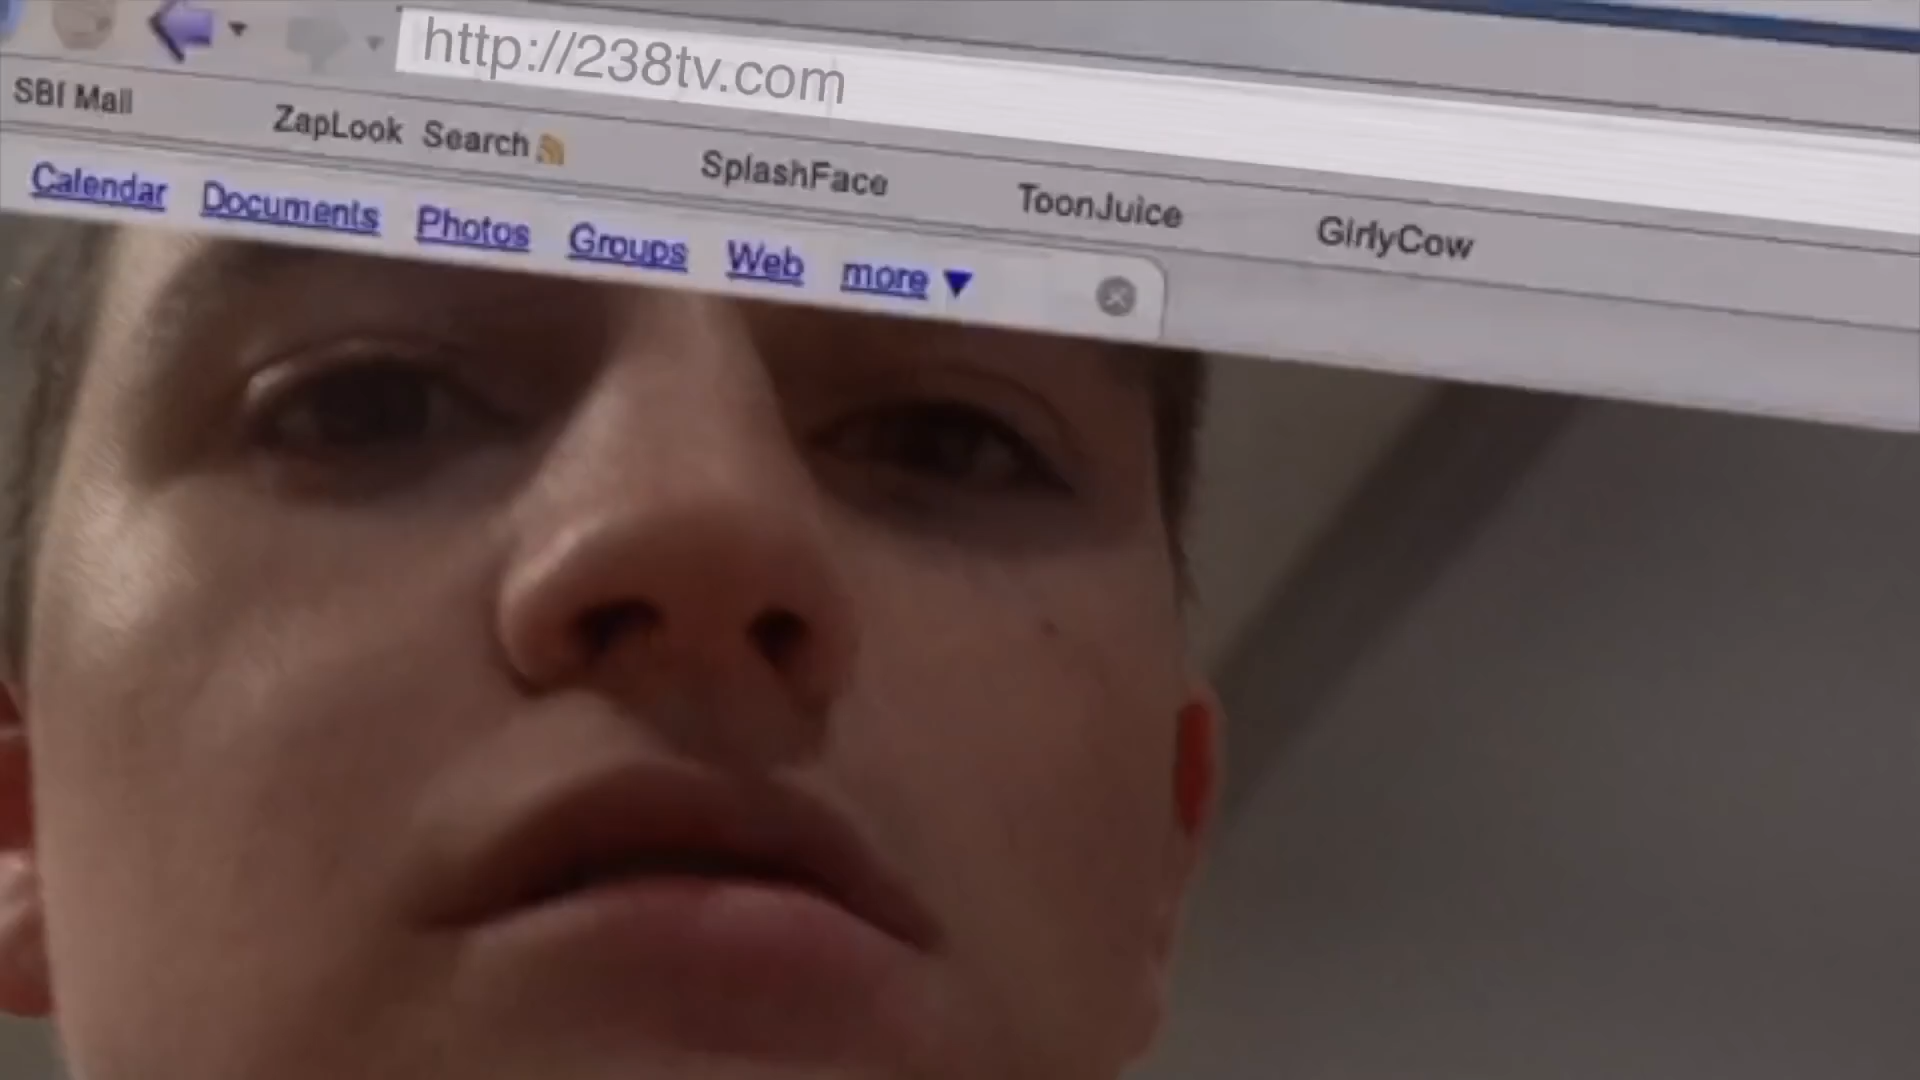 http://238tv.com
SBI Mail ZapLook Search SplashFace ToonJuice GirlyCow
Calendar Documents Photos Groups Web more